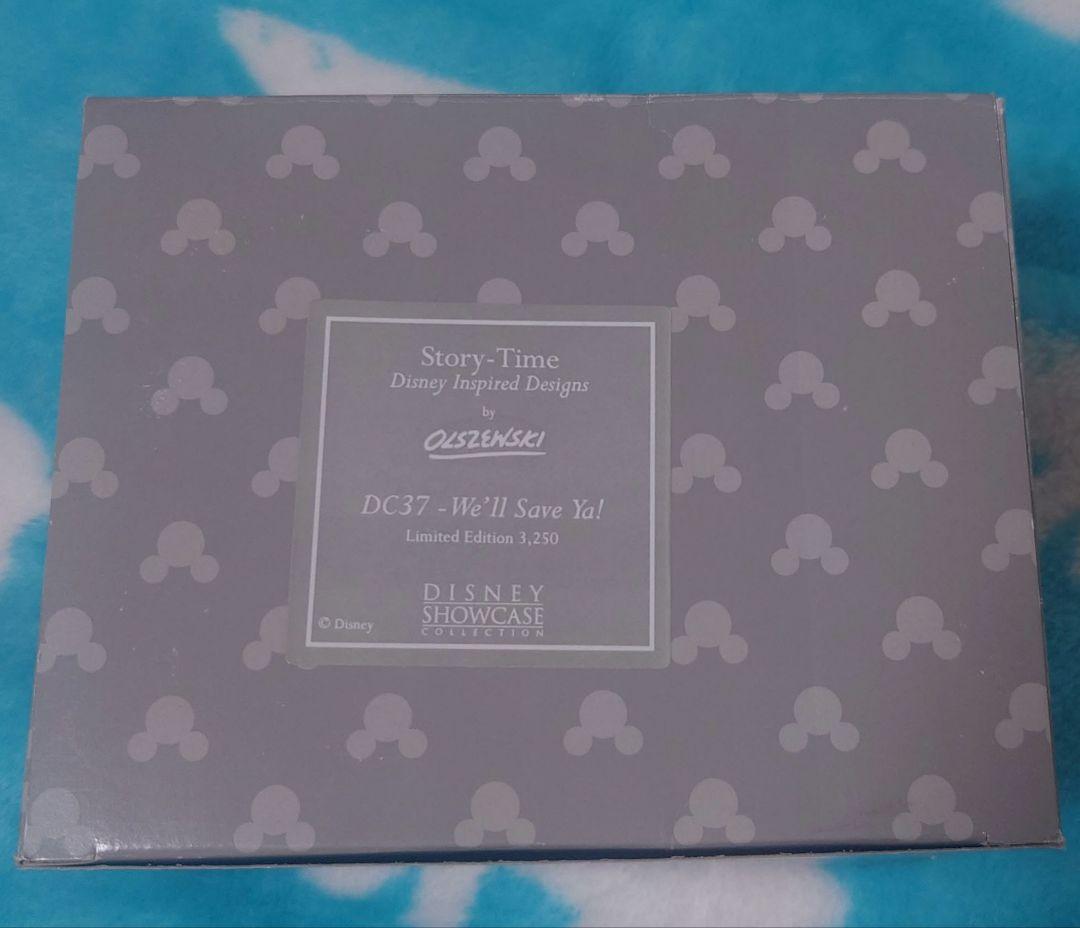 Story-Time
Disney Inspired Designs
by
OLSZEWSKI
DC37 -We'll Save Ya!
Limited Edition 3,250
© Disney
DISNEY
SHOWCASE
COLLECTION